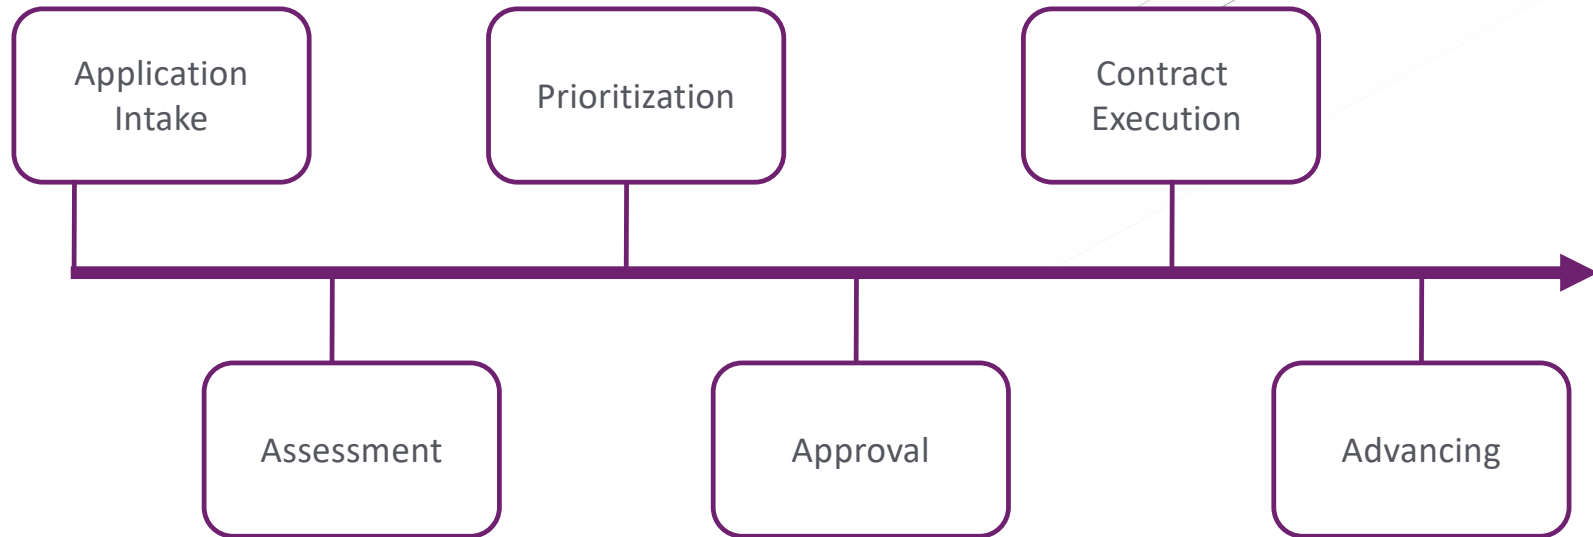 Application
Intake
Prioritization
Contract
Execution
Assessment
Approval
Advancing